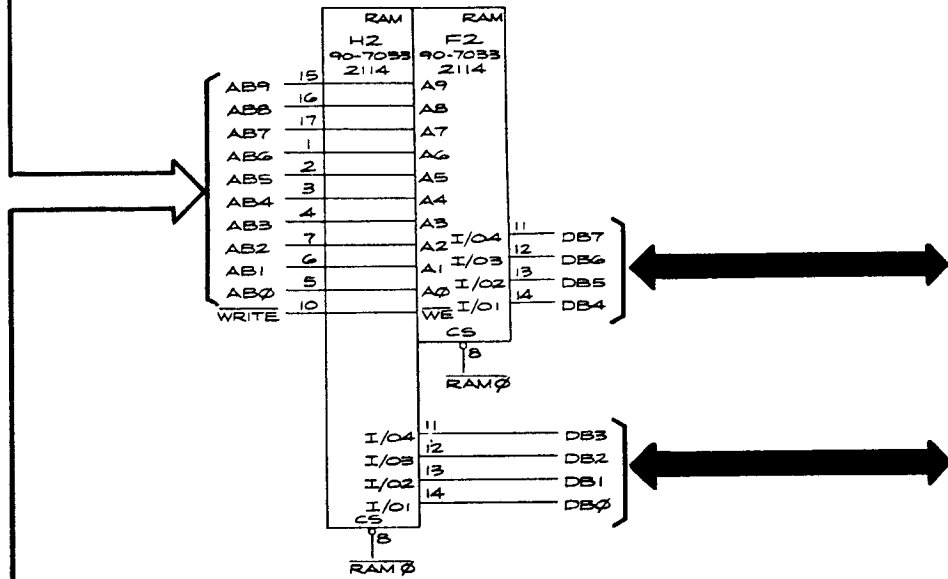 RAM RAM
H2 F2
90-7033 90-7033
2114 2114
AB9 15 A9
AB8 16 A8
AB7 17 A7
AB6 1 A6
AB5 2 A5
AB4 3 A4
AB3 4 A3
AB2 7 A2 I/O4 11 DB7
AB1 6 A1 I/O3 12 DB6
ABØ 5 AØ I/O2 13 DB5
WRITE 10 WE I/O1 14 DB4
CS
8
RAMØ
I/O4 11 DB3
I/O3 12 DB2
I/O2 13 DB1
I/O1 14 DBØ
CS
8
RAMØ